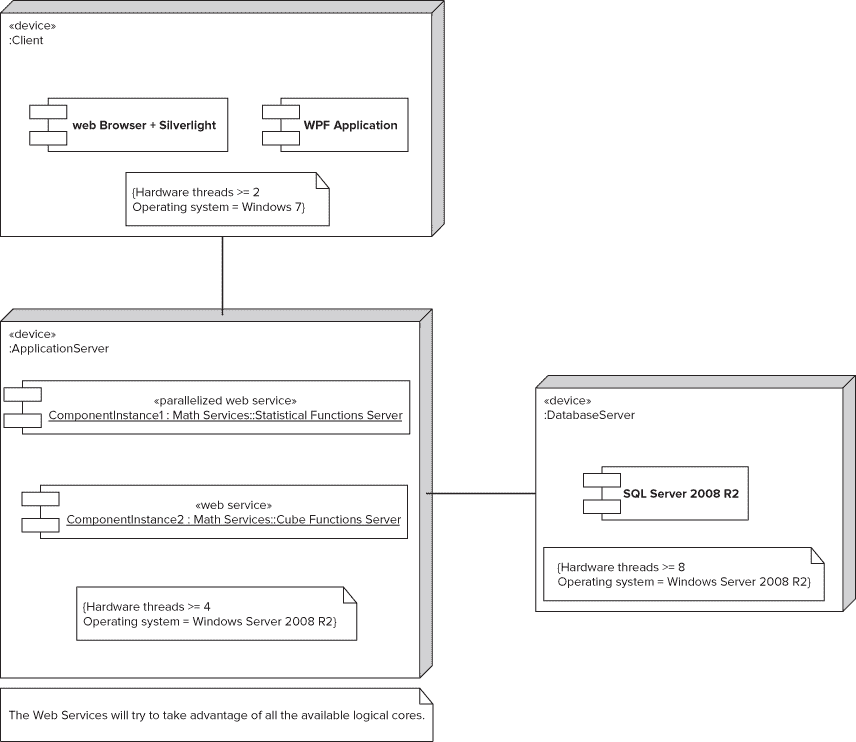 «device»
:Client
web Browser + Silverlight
WPF Application
{Hardware threads >= 2
Operating system = Windows 7}
«device»
:ApplicationServer
«parallelized web service»
ComponentInstance1 : Math Services::Statistical Functions Server
«web service»
ComponentInstance2 : Math Services::Cube Functions Server
{Hardware threads >= 4
Operating system = Windows Server 2008 R2}
«device»
:DatabaseServer
SQL Server 2008 R2
{Hardware threads >= 8
Operating system = Windows Server 2008 R2}
The Web Services will try to take advantage of all the available logical cores.